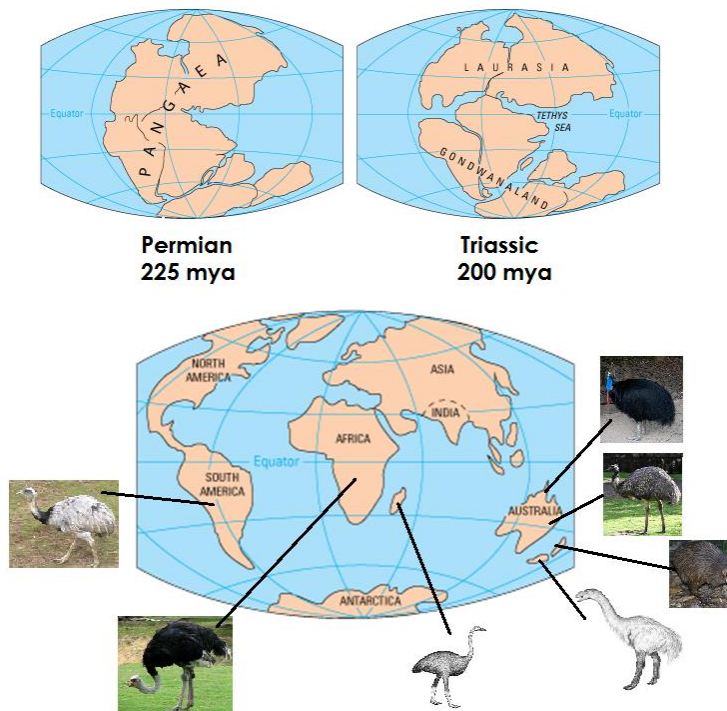 PANGAEA
Equator
Permian
225 mya
LAURASIA
TETHYS
SEA
Equator
GONDWANALAND
Triassic
200 mya
NORTH
AMERICA
ASIA
INDIA
AFRICA
Equator
SOUTH
AMERICA
AUSTRALIA
ANTARCTICA